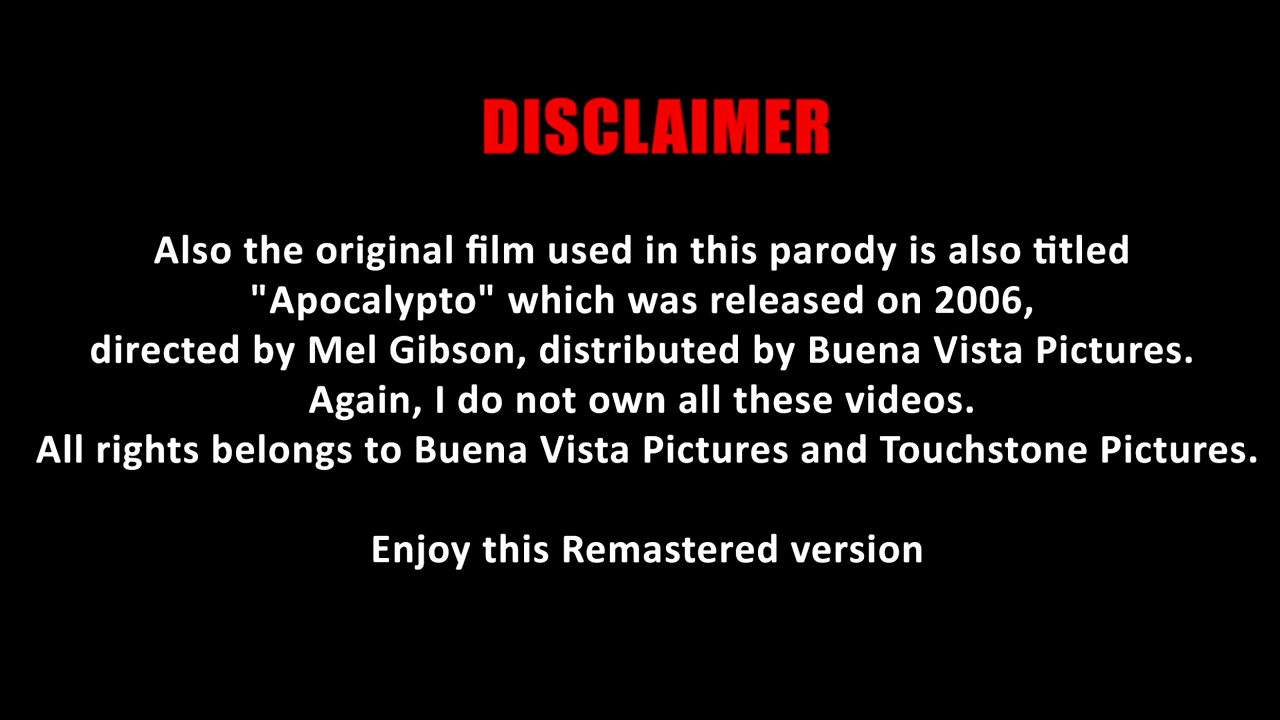 DISCLAIMER
Also the original film used in this parody is also titled
"Apocalypto" which was released on 2006,
directed by Mel Gibson, distributed by Buena Vista Pictures.
Again, I do not own all these videos.
All rights belongs to Buena Vista Pictures and Touchstone Pictures.
Enjoy this Remastered version